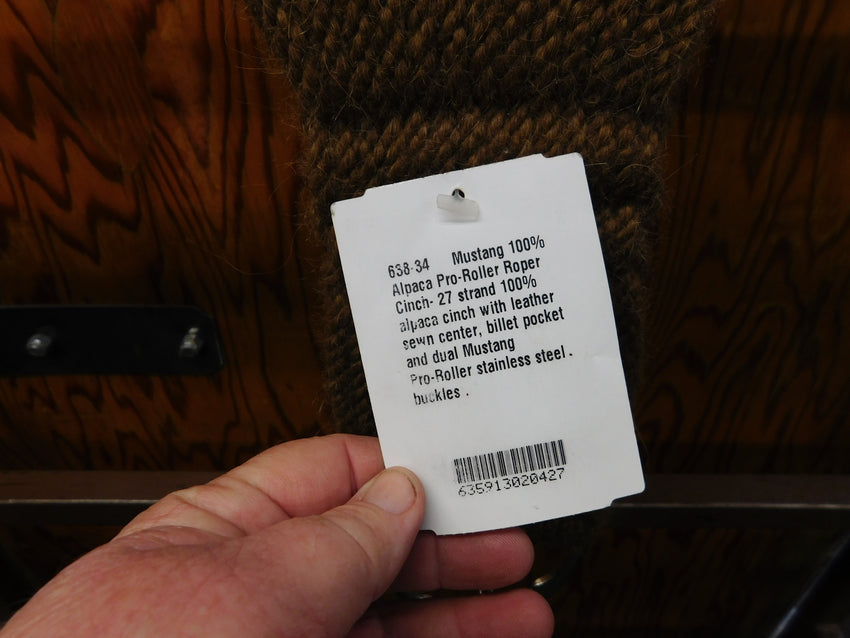 638-34 Mustang 100%
Alpaca Pro-Roller Roper
Cinch- 27 strand 100%
alpaca cinch with leather
sewn center, billet pocket
and dual Mustang
Pro-Roller stainless steel.
buckles .
635913020427